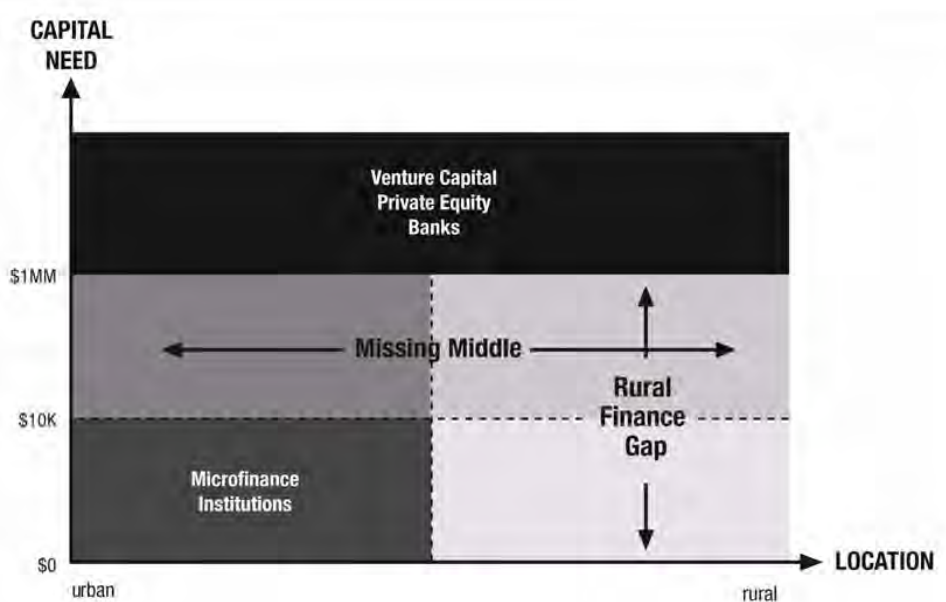 CAPITAL
NEED
Venture Capital
Private Equity
Banks
$1MM
Missing Middle
Rural
Finance
Gap
$10K
Microfinance
Institutions
$0
LOCATION
urban
rural